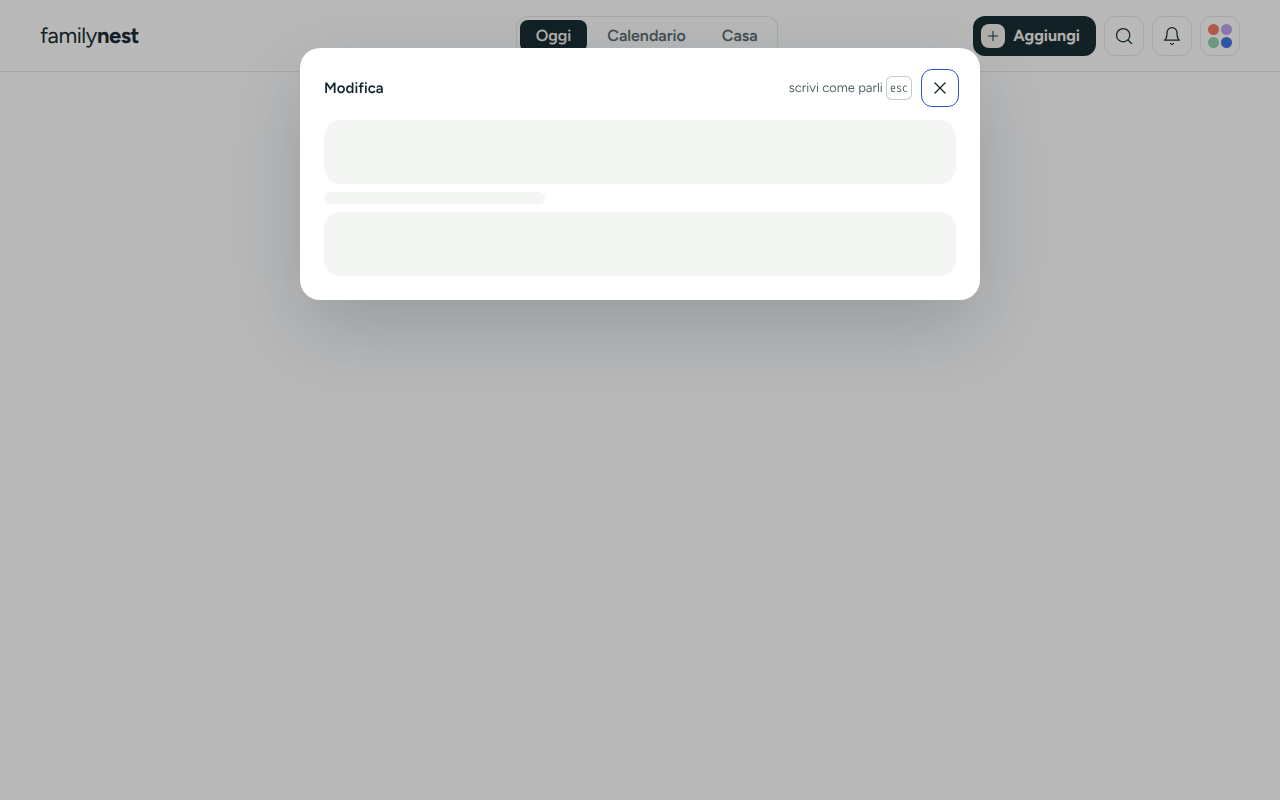 familynest
Oggi
Calendario
Casa
Aggiungi
Modifica
scrivi come parli esc